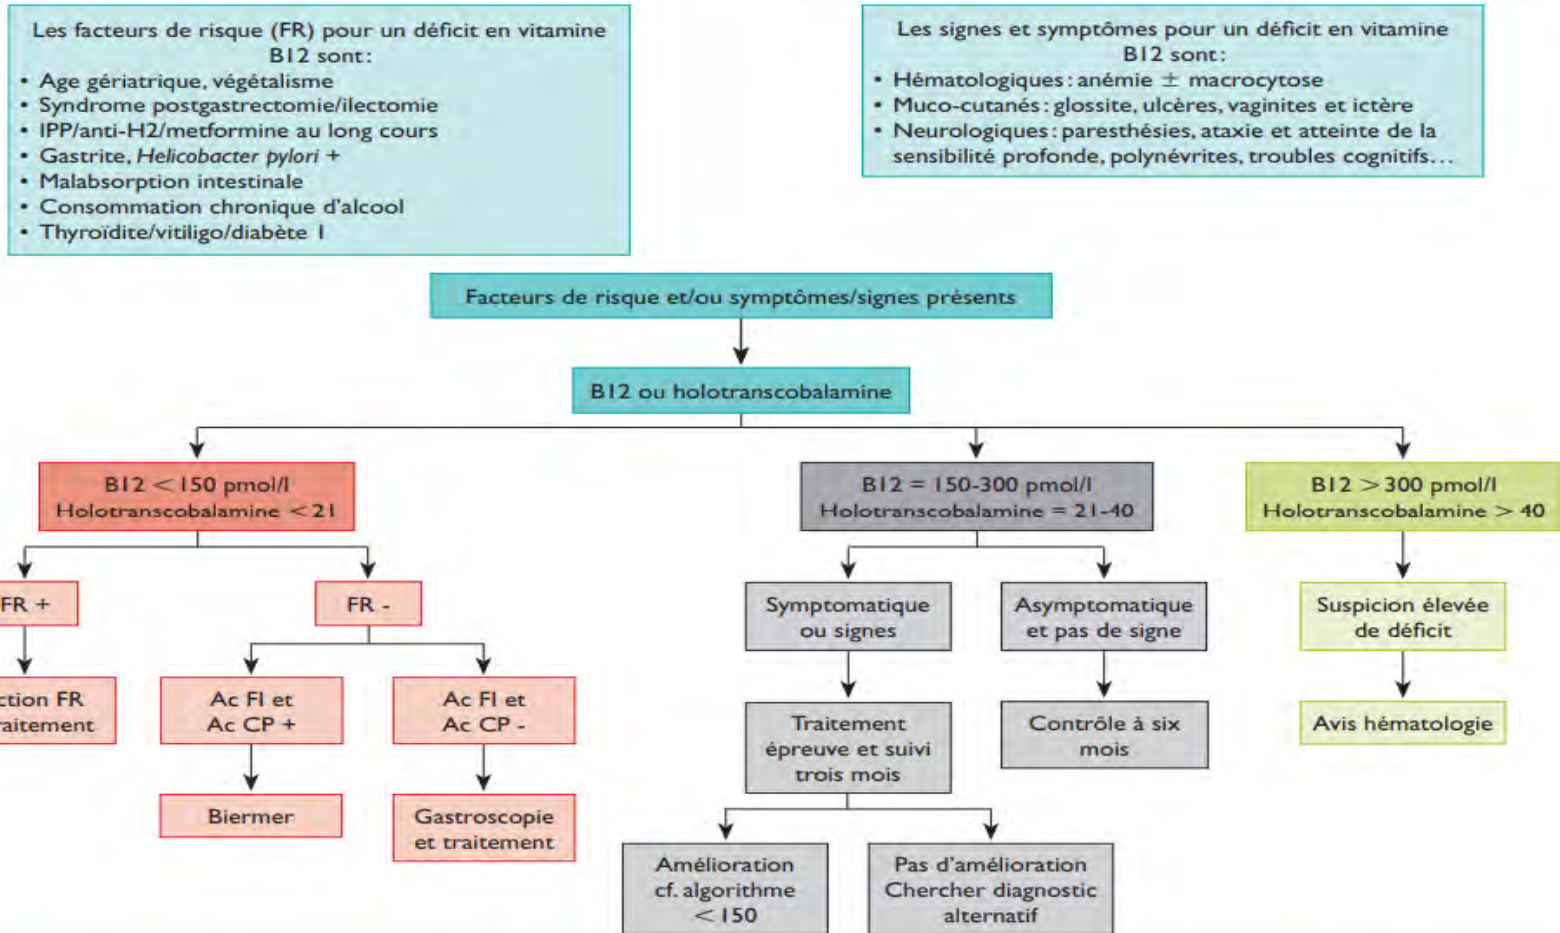 Les facteurs de risque (FR) pour un déficit en vitamine
B12 sont :
• Age gériatrique, végétalisme
• Syndrome postgastrectomie/ilectomie
• IPP/anti-H2/metformine au long cours
• Gastrite, Helicobacter pylori +
• Malabsorption intestinale
• Consommation chronique d'alcool
• Thyroïdite/vitiligo/diabète 1
Les signes et symptômes pour un déficit en vitamine
B12 sont :
• Hématologiques : anémie ± macrocytose
• Muco-cutanés : glossite, ulcères, vaginites et ictère
• Neurologiques : paresthésies, ataxie et atteinte de la
sensibilité profonde, polynévrites, troubles cognitifs…
Facteurs de risque et/ou symptômes/signes présents
B12 ou holotranscobalamine
B12 < 150 pmol/l
Holotranscobalamine < 21
B12 = 150-300 pmol/l
Holotranscobalamine = 21-40
B12 > 300 pmol/l
Holotranscobalamine > 40
FR +
FR -
Symptomatique
ou signes
Asymptomatique
et pas de signe
Suspicion élevée
de déficit
ction FR
raitement
Ac FI et
Ac CP +
Ac FI et
Ac CP -
Traitement
épreuve et suivi
trois mois
Contrôle à six
mois
Avis hématologie
Biermer
Gastroscopie
et traitement
Amélioration
cf. algorithme
< 150
Pas d'amélioration
Chercher diagnostic
alternatif